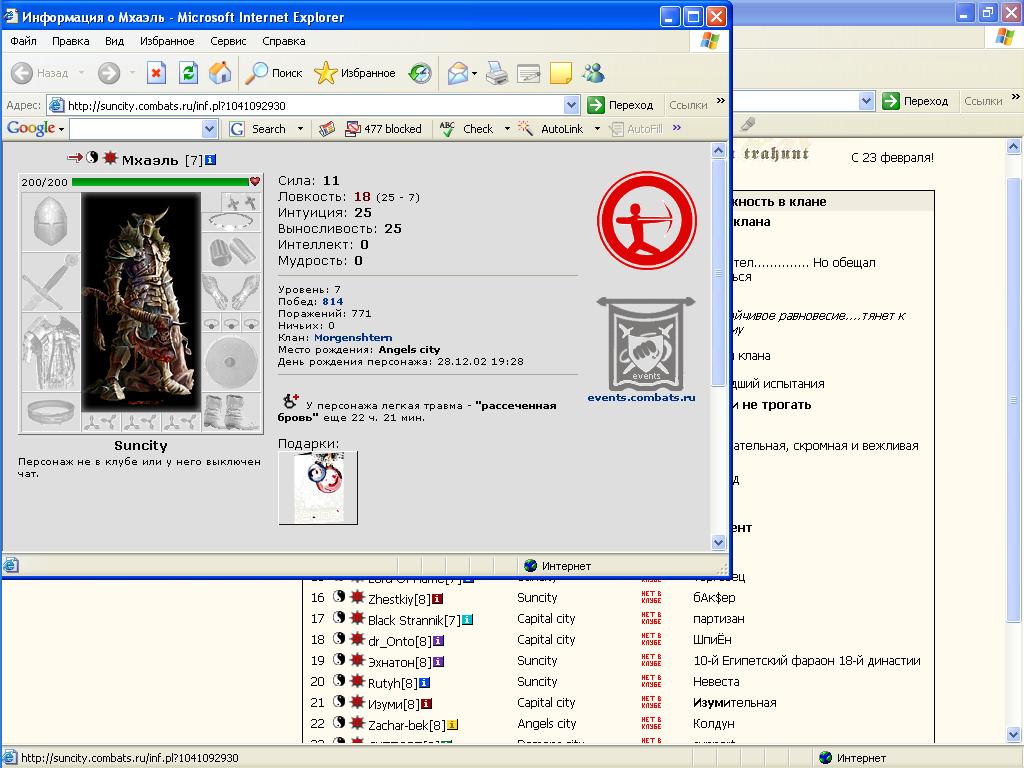 Информация о Мхаэль - Microsoft Internet Explorer
Файл Правка Вид Избранное Сервис Справка
Назад Поиск Избранное
Адрес: http://suncity.combats.ru/inf.pl?1041092930 Переход Ссылки »
Переход Ссылки »
Google Search 477 blocked ABC Check AutoLink AutoFill »
Мхаэль [7]
200/200
Suncity
Персонаж не в клубе или у него выключен
чат.
Сила: 11
Ловкость: 18 (25 - 7)
Интуиция: 25
Выносливость: 25
Интеллект: 0
Мудрость: 0
Уровень: 7
Побед: 814
Поражений: 771
Ничьих: 0
Клан: Morgenshtern
Место рождения: Angels city
День рождения персонажа: 28.12.02 19:28
У персонажа легкая травма - "рассеченная
бровь" еще 22 ч. 21 мин.
Подарки:
events
events.combats.ru
Интернет
trahunt С 23 февраля!
жность в клане
клана
тел.............. Но обещал
ься
йчивое равновесие....тянет к
му
и клана
дший испытания
и не трогать
ательная, скромная и вежливая
д
ент
16 Zhestkiy[8] Suncity НЕТ В КЛУБЕ бАк$ер
17 Black Strannik[7] Capital city НЕТ В КЛУБЕ партизан
18 dr_Onto[8] Capital city НЕТ В КЛУБЕ ШпиЁн
19 Эхнатон[8] Suncity НЕТ В КЛУБЕ 10-й Египетский фараон 18-й династии
20 Rutyh[8] Suncity НЕТ В КЛУБЕ Невеста
21 Изуми[8] Capital city НЕТ В КЛУБЕ Изумительная
22 Zachar-bek[8] Angels city НЕТ В КЛУБЕ Колдун
http://suncity.combats.ru/inf.pl?1041092930 Интернет